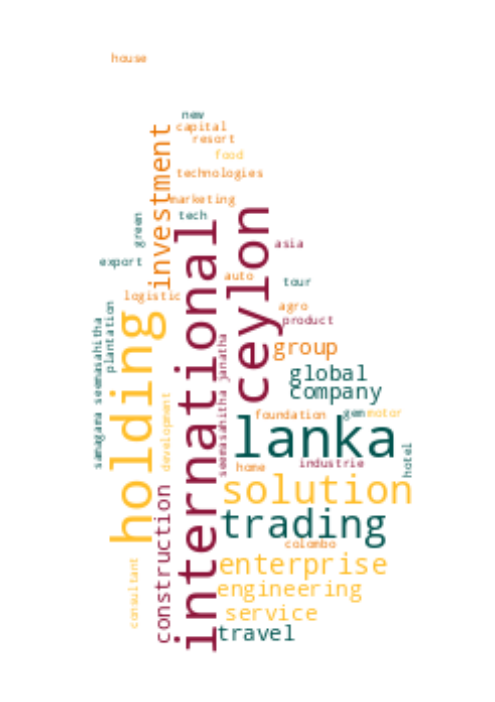 house
new
capital
resort
food
technologies
investment
marketing
tech
green
asia
export
auto
tour
international
ceylon
logistic
agro
product
plantation
holding
samagama seemasahitha
seemasahitha janatha
group
global
company
development
foundation
gem
motor
lanka
hotel
home
industrie
solution
construction
trading
colombo
consultant
enterprise
engineering
service
travel